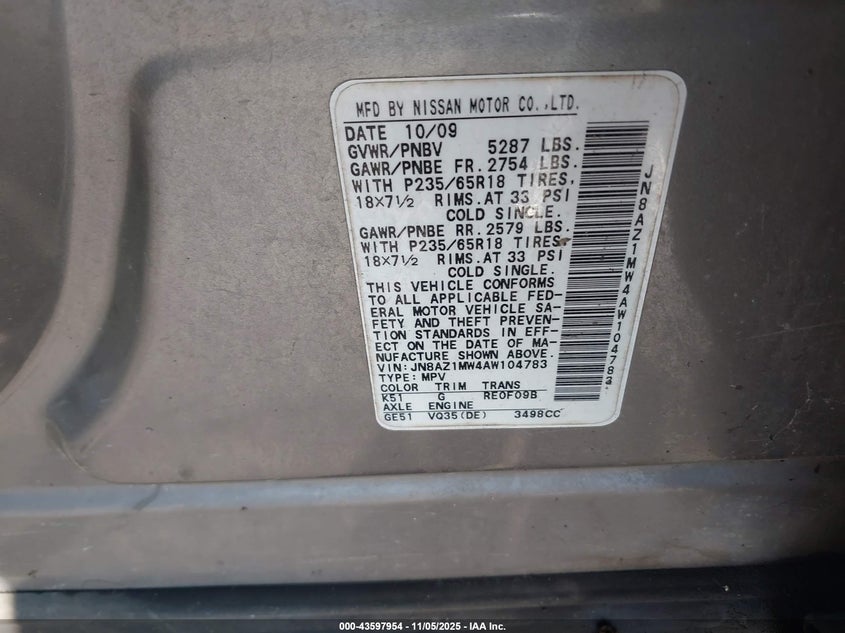 MFD BY NISSAN MOTOR CO.,LTD.
DATE 10/09
GVWR/PNBV 5287 LBS.
GAWR/PNBE FR. 2754 LBS.
WITH P235/65R18 TIRES,
18×7½ RIMS.AT 33 PSI
COLD SINGLE.
GAWR/PNBE RR. 2579 LBS.
WITH P235/65R18 TIRES,
18×7½ RIMS.AT 33 PSI
COLD SINGLE.
THIS VEHICLE CONFORMS
TO ALL APPLICABLE FED-
ERAL MOTOR VEHICLE SA-
FETY AND THEFT PREVEN-
TION STANDARDS IN EFF-
ECT ON THE DATE OF MA-
NUFACTURE SHOWN ABOVE.
VIN: JN8AZ1MW4AW104783
TYPE: MPV
COLOR TRIM TRANS
K51 G RE0F09B
AXLE ENGINE
GE51 VQ35(DE) 3498CC
JN8AZ1MW4AW104783
000-43597954 - 11/05/2025 - IAA Inc.